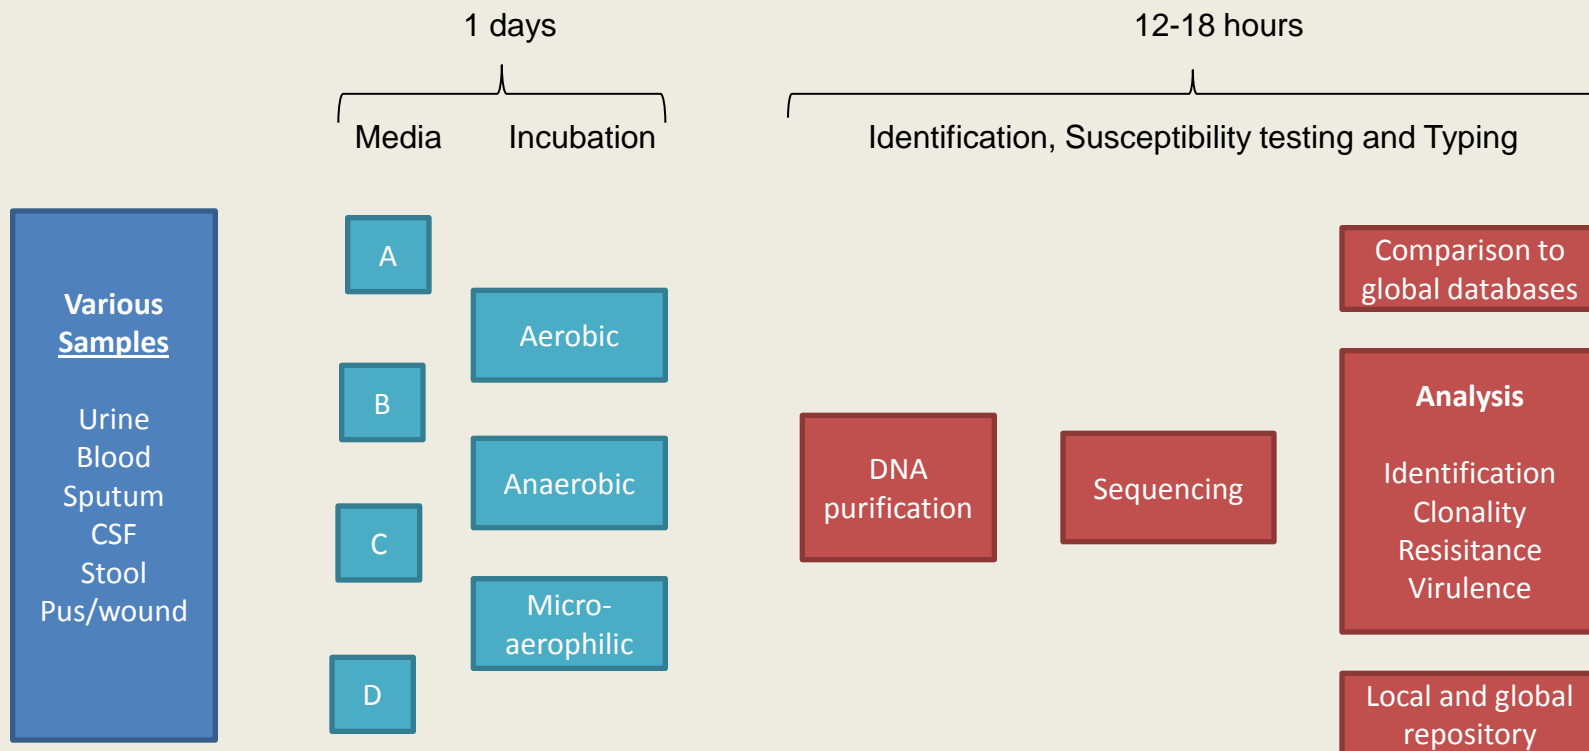 1 days
12-18 hours
Media
Incubation
Identification, Susceptibility testing and Typing
Various
Samples
Urine
Blood
Sputum
CSF
Stool
Pus/wound
A
B
C
D
Aerobic
Anaerobic
Micro-
aerophilic
DNA
purification
Sequencing
Comparison to
global databases
Analysis
Identification
Clonality
Resisitance
Virulence
Local and global
repository